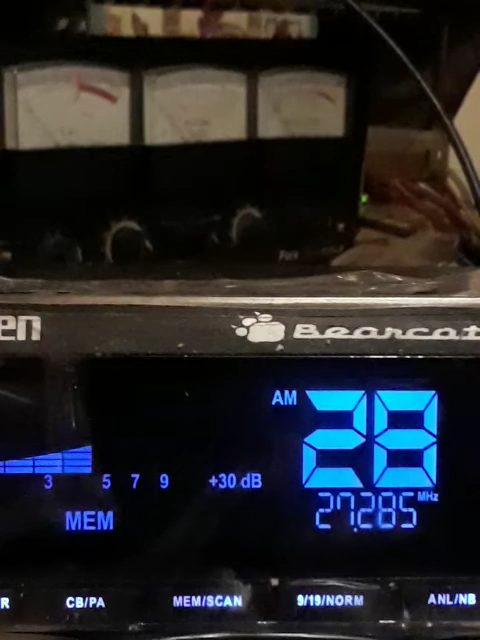 en Bearcat
AM 28
3 5 7 9 +30 dB
27.285 MHz
MEM
R CB/PA MEM/SCAN 9/19/NORM ANL/NB